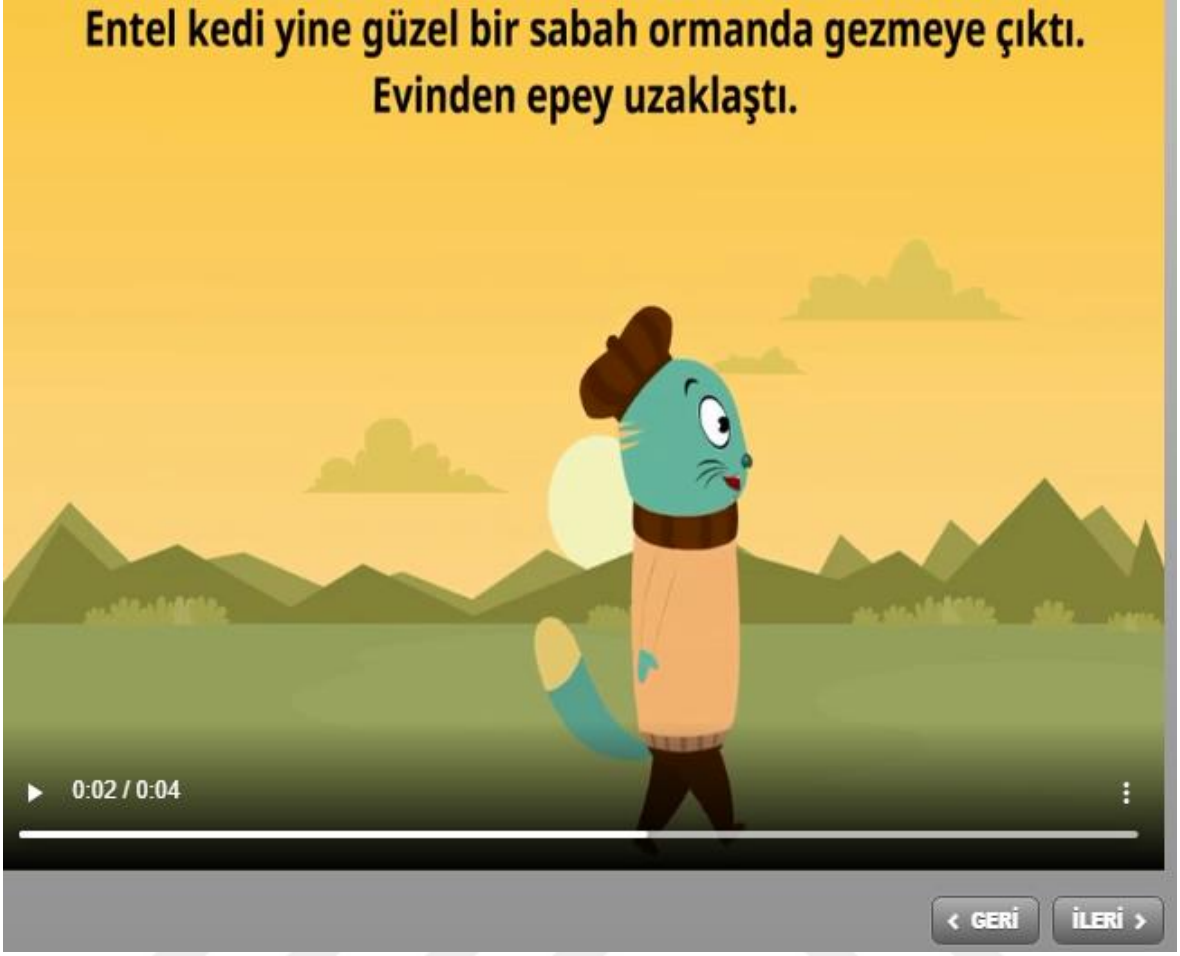 Entel kedi yine güzel bir sabah ormanda gezmeye çıktı.
Evinden epey uzaklaştı.
0:02 / 0:04
< GERİ İLERİ >